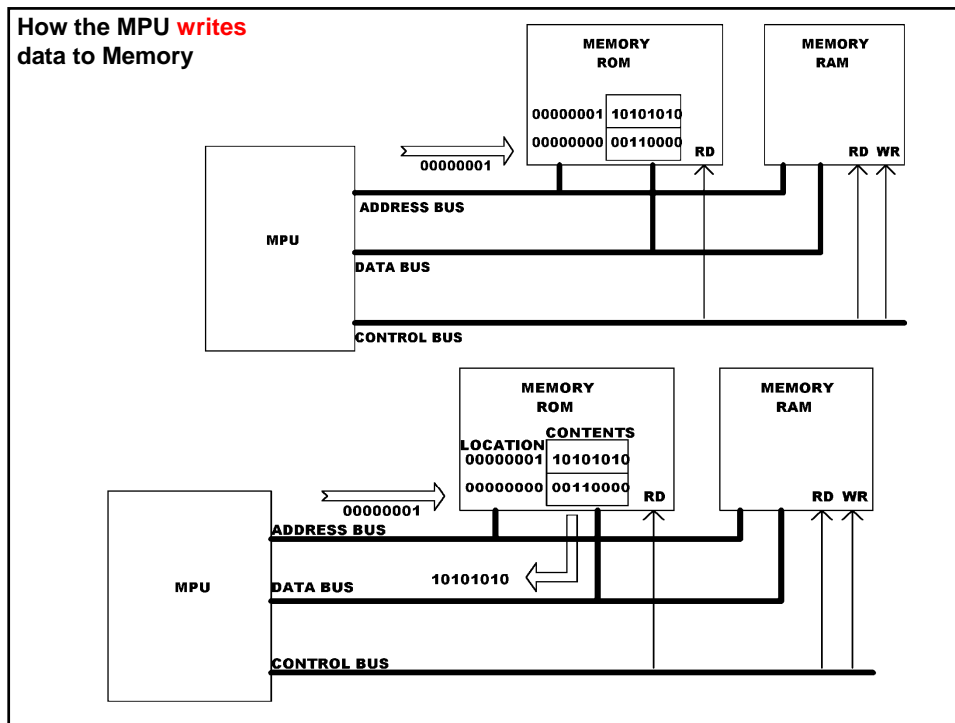 How the MPU writes
data to Memory
MEMORY
ROM
MEMORY
RAM
00000001 10101010
00000000 00110000
RD
RD WR
00000001
ADDRESS BUS
MPU
DATA BUS
CONTROL BUS
MEMORY
ROM
MEMORY
RAM
CONTENTS
LOCATION
00000001 10101010
00000000 00110000
RD
RD WR
00000001
ADDRESS BUS
10101010
MPU
DATA BUS
CONTROL BUS